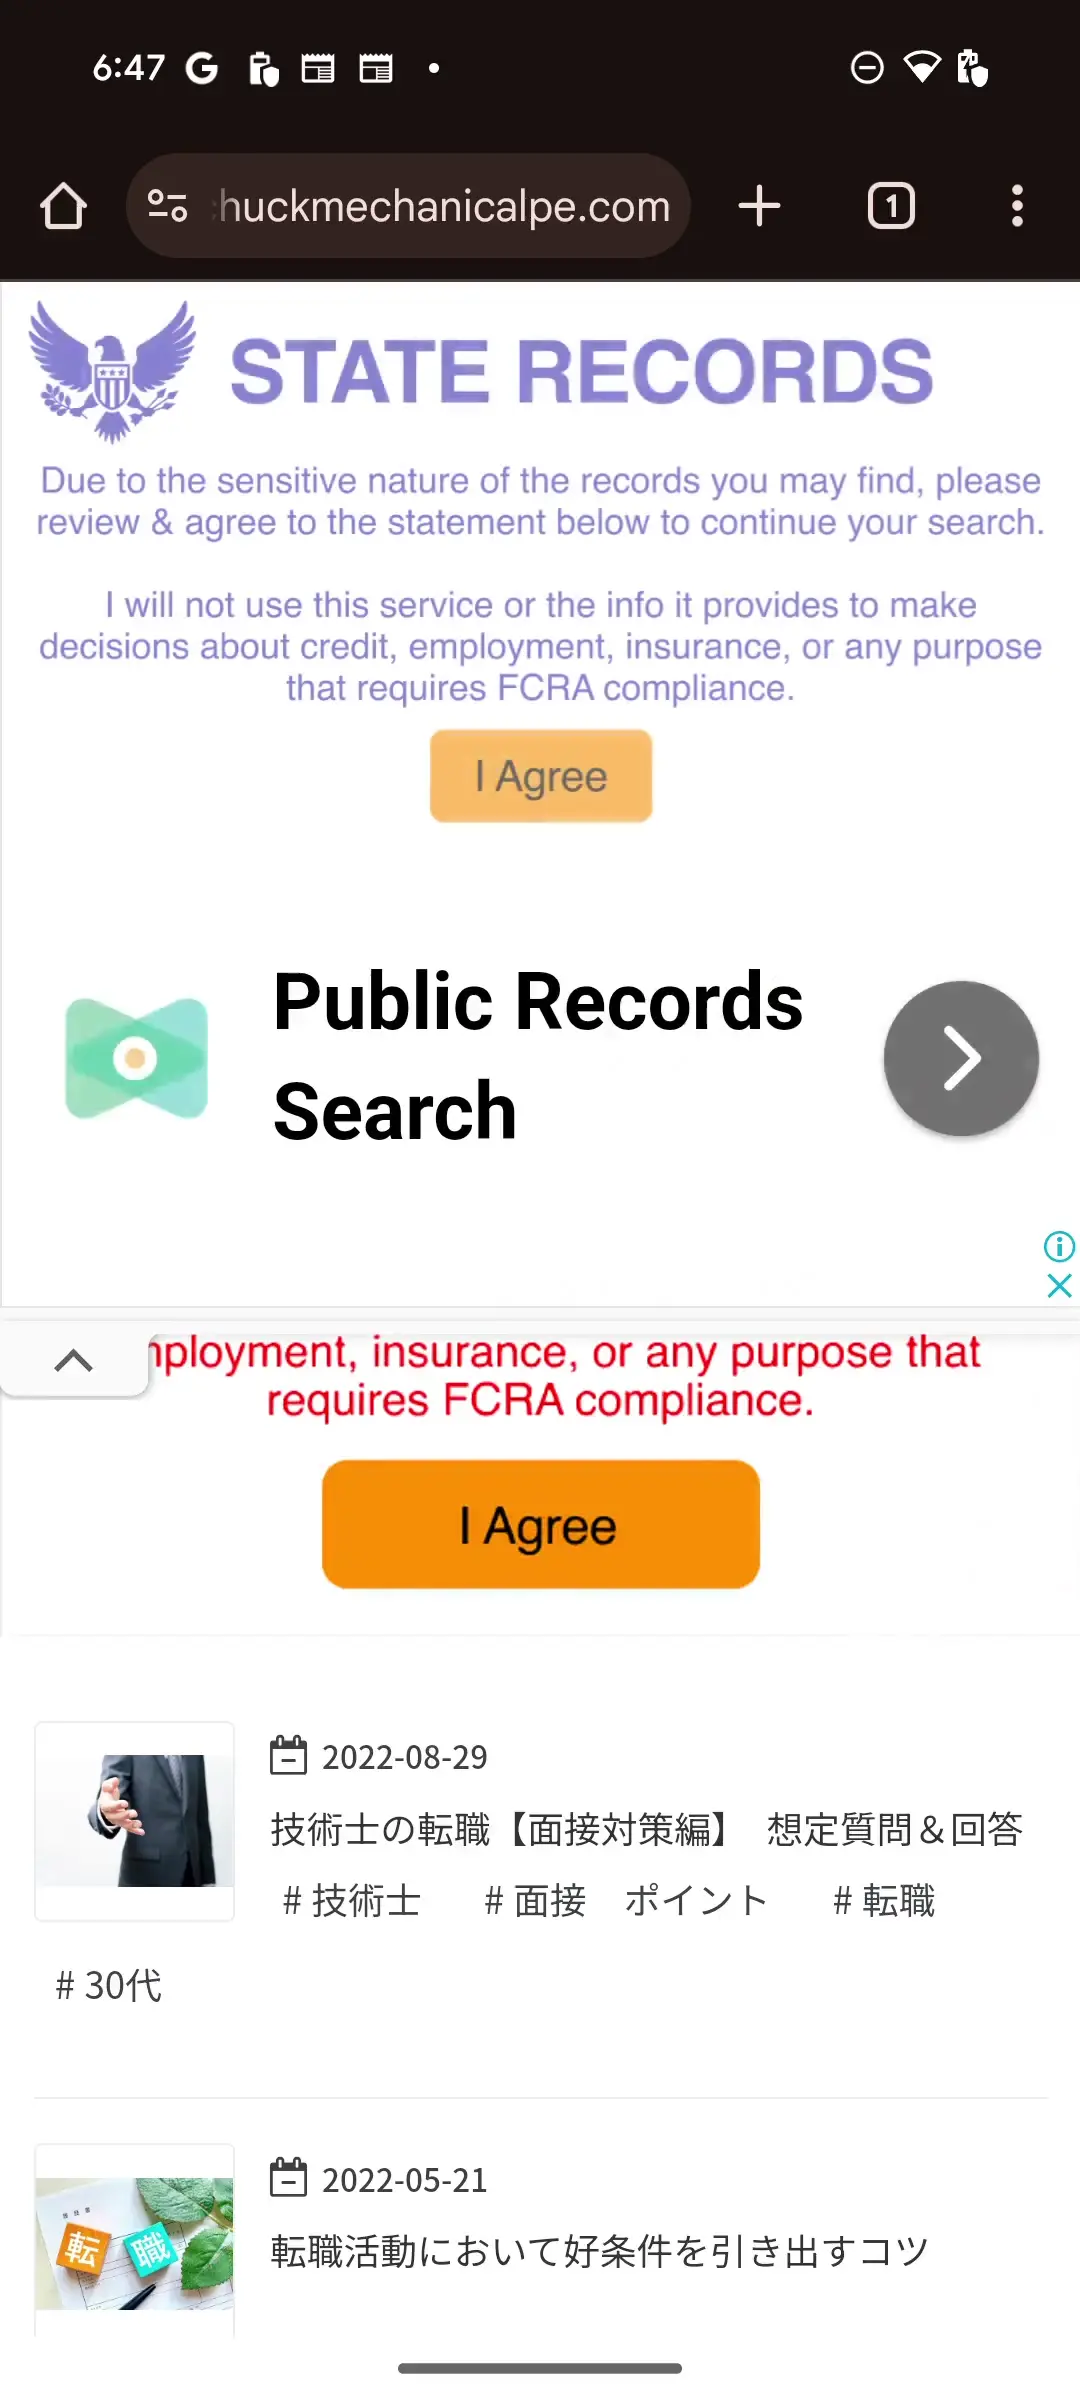 6:47
huckmechanicalpe.com
1
STATE RECORDS
Due to the sensitive nature of the records you may find, please
review & agree to the statement below to continue your search.
I will not use this service or the info it provides to make
decisions about credit, employment, insurance, or any purpose
that requires FCRA compliance.
I Agree
Public Records
Search
ployment, insurance, or any purpose that
requires FCRA compliance.
I Agree
2022-08-29
技術士の転職【面接対策編】　想定質問＆回答
# 技術士 # 面接　ポイント # 転職
# 30代
2022-05-21
転職活動において好条件を引き出すコツ
転 職